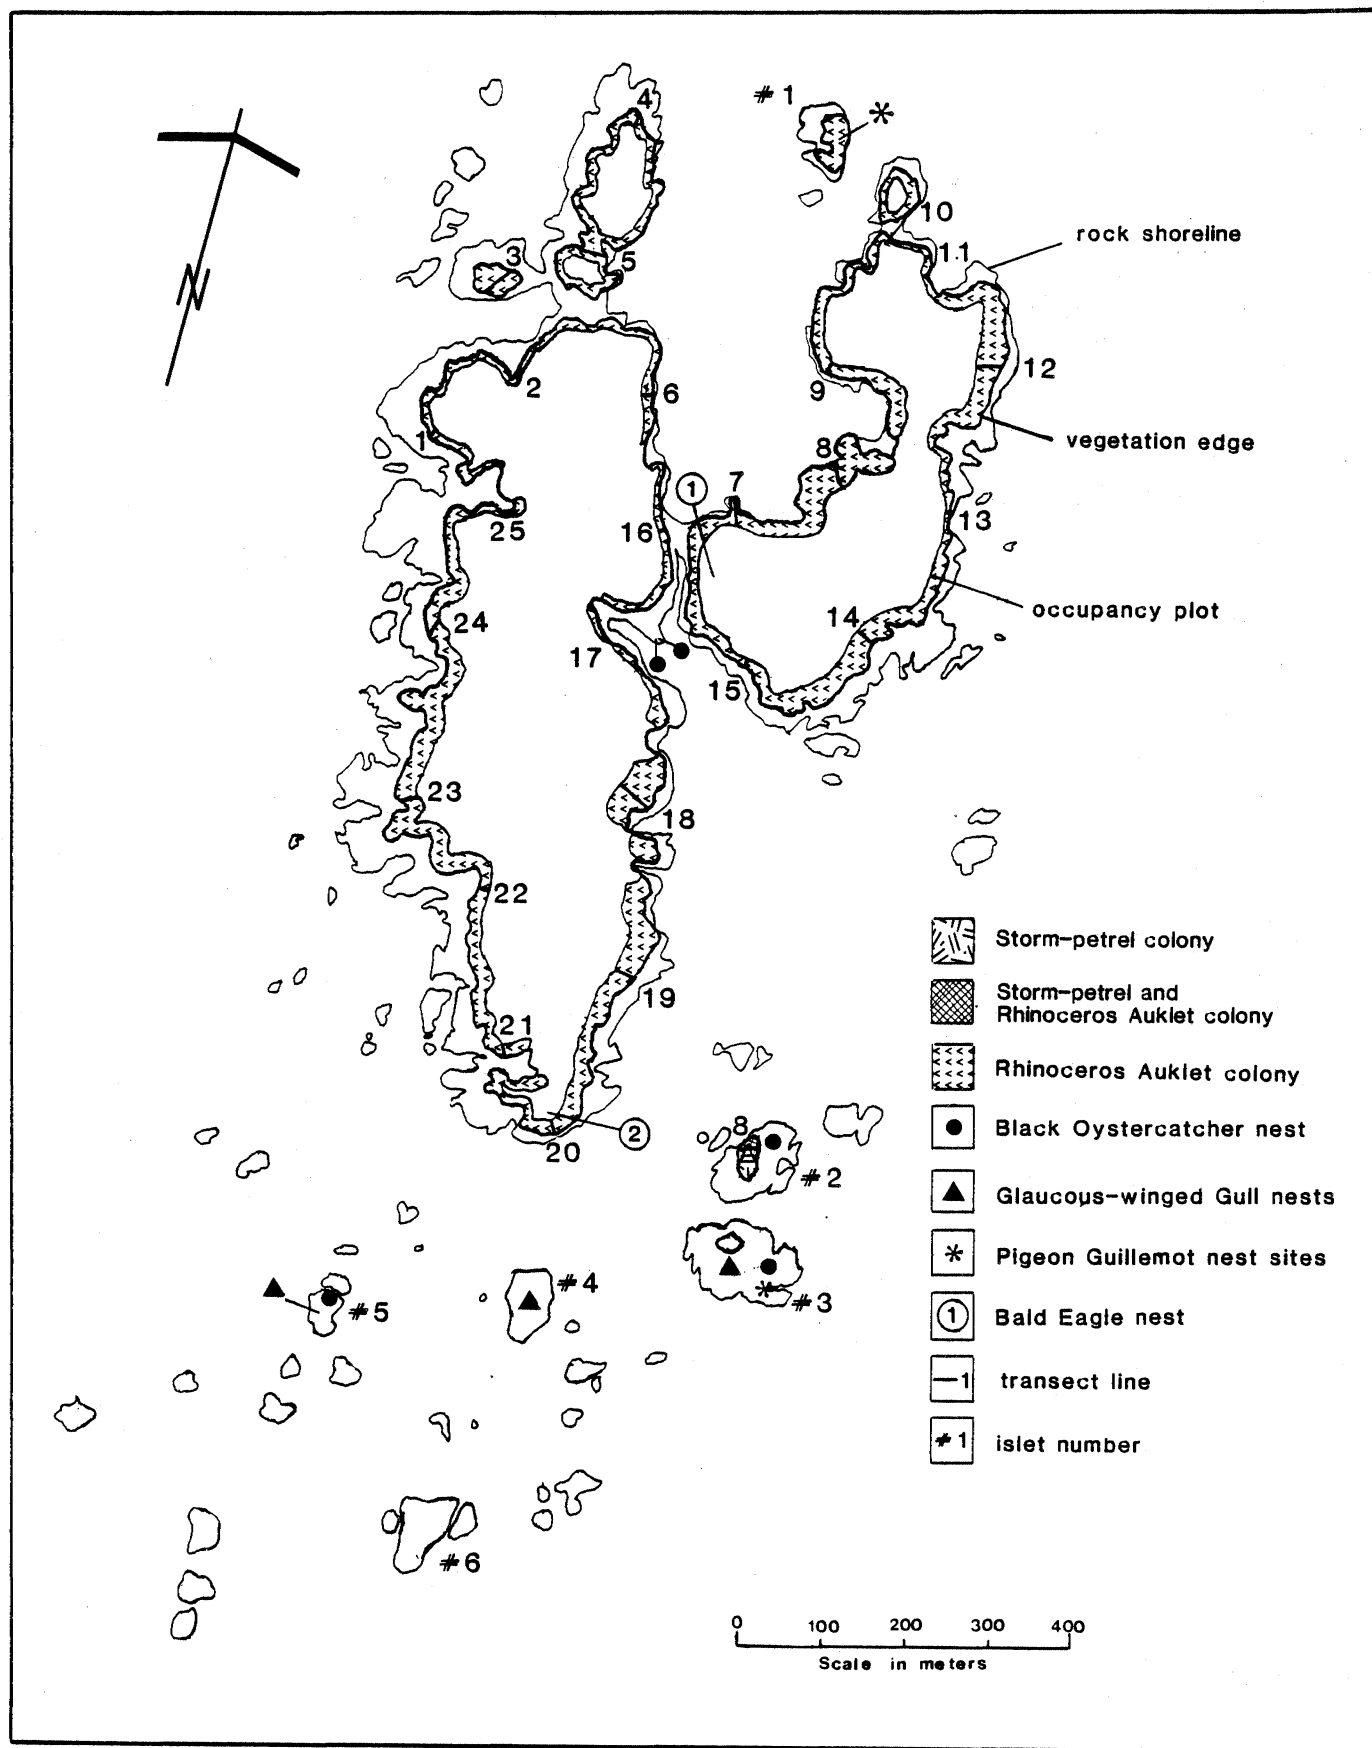 # 1
4
10
rock shoreline
11
3
5
N
12
2
6
9
1
vegetation edge
8
1
7
25
16
13
24
14
occupancy plot
17
15
23
18
22
Storm-petrel colony
Storm-petrel and
Rhinoceros Auklet colony
19
21
Rhinoceros Auklet colony
8
Black Oystercatcher nest
2
20
# 2
Glaucous-winged Gull nests
Pigeon Guillemot nest sites
# 4
# 5
# 3
1 Bald Eagle nest
1 transect line
# 1 islet number
# 6
0 100 200 300 400
Scale in meters